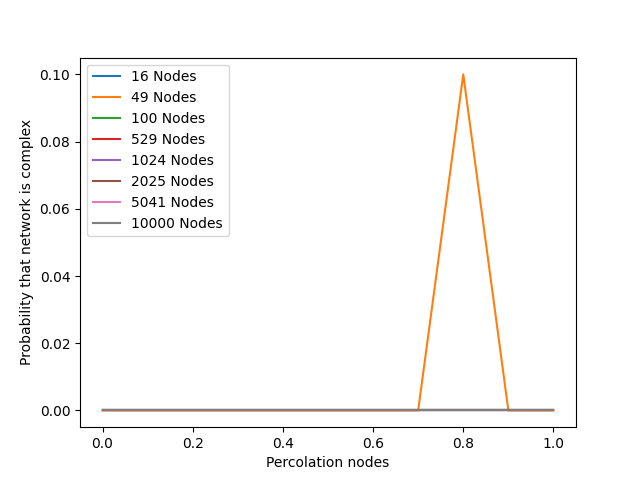 16 Nodes
49 Nodes
100 Nodes
529 Nodes
1024 Nodes
2025 Nodes
5041 Nodes
10000 Nodes
Probability that network is complex
0.10
0.08
0.06
0.04
0.02
0.00
0.0 0.2 0.4 0.6 0.8 1.0
Percolation nodes